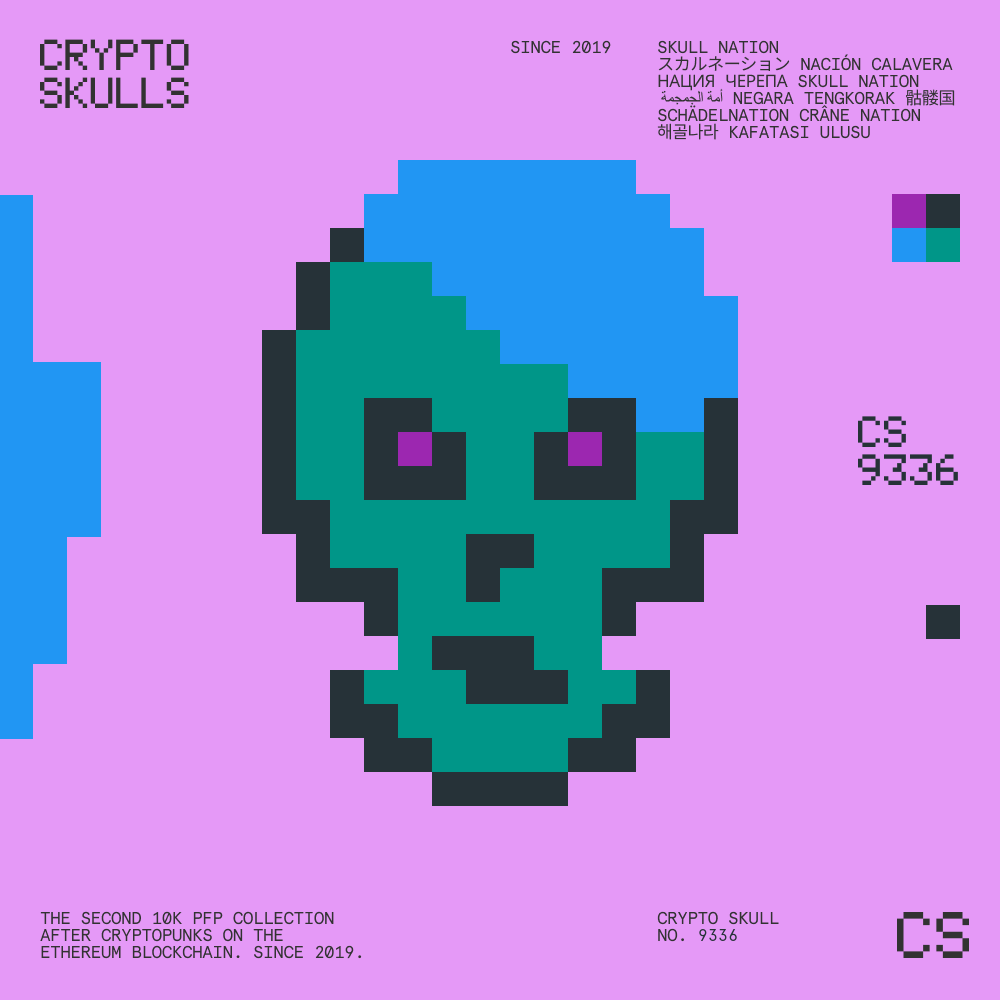 CRYPTO
SKULLS
SINCE 2019
SKULL NATION
スカルネーション NACIÓN CALAVERA
НАЦИЯ ЧЕРЕПА SKULL NATION
أمة الجمجمة NEGARA TENGKORAK 骷髅国
SCHÄDELNATION CRÂNE NATION
해골나라 KAFATASI ULUSU
CS
9336
THE SECOND 10K PFP COLLECTION
AFTER CRYPTOPUNKS ON THE
ETHEREUM BLOCKCHAIN. SINCE 2019.
CRYPTO SKULL
NO. 9336
CS